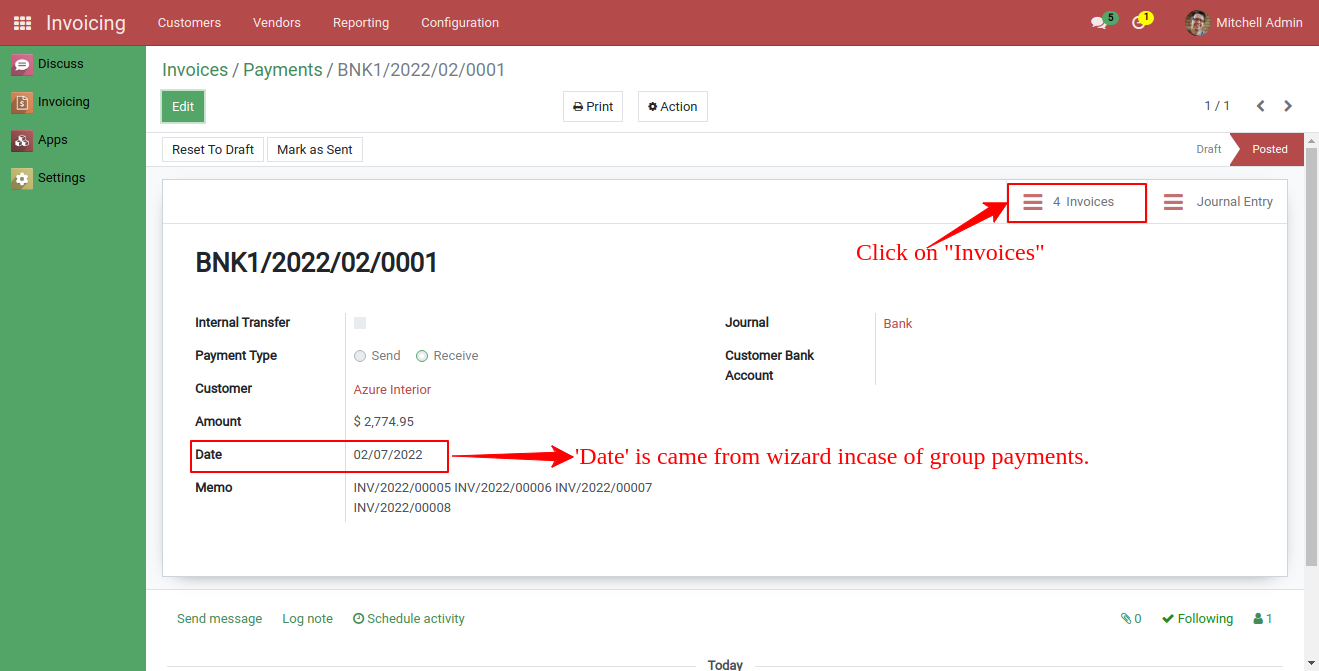 Invoicing Customers Vendors Reporting Configuration 5 1 Mitchell Admin
Discuss
Invoicing
Apps
Settings
Invoices / Payments / BNK1/2022/02/0001
Edit Print Action 1 / 1
Reset To Draft Mark as Sent Draft Posted
4 Invoices Journal Entry
Click on "Invoices"
BNK1/2022/02/0001
Internal Transfer Journal Bank
Payment Type Send Receive Customer Bank
Account
Customer Azure Interior
Amount $ 2,774.95
Date 02/07/2022 'Date' is came from wizard incase of group payments.
Memo INV/2022/00005 INV/2022/00006 INV/2022/00007
INV/2022/00008
Send message Log note Schedule activity 0 Following 1
Today